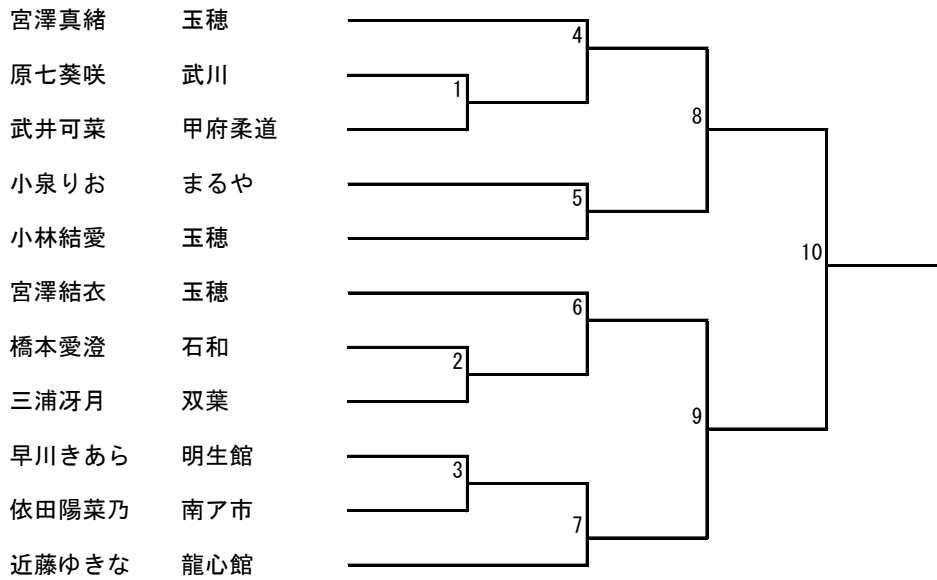 宮澤真緒 玉穂
4
原七葵咲 武川
1
武井可菜 甲府柔道
8
小泉りお まるや
5
小林結愛 玉穂
10
宮澤結衣 玉穂
6
橋本愛澄 石和
2
三浦冴月 双葉
9
早川きあら 明生館
3
依田陽菜乃 南ア市
7
近藤ゆきな 龍心館